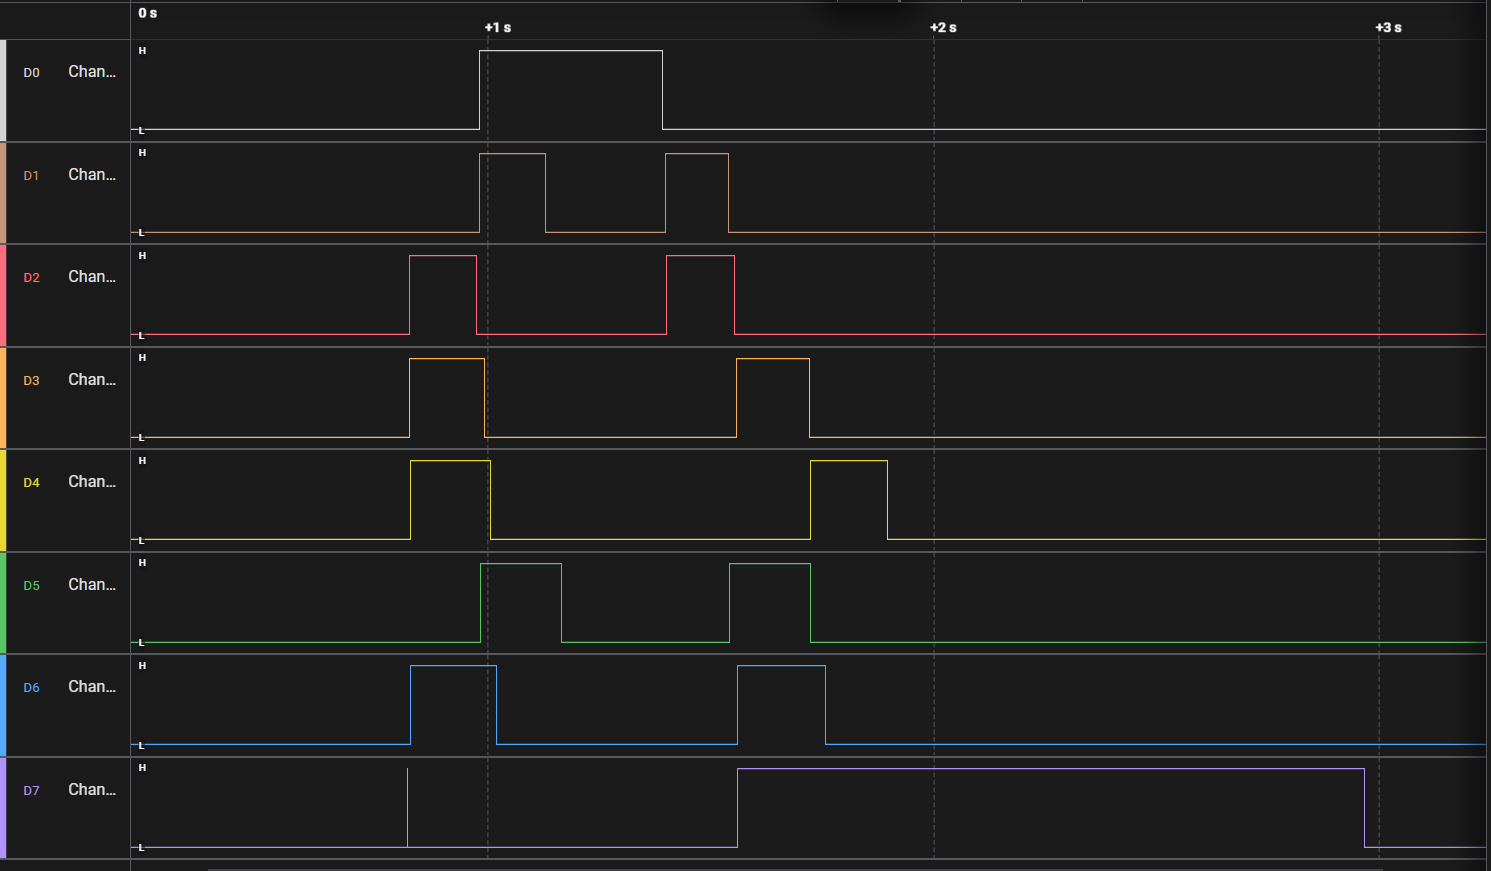 0 s
+1 s +2 s +3 s
H
D0 Chan...
L
H
D1 Chan...
L
H
D2 Chan...
L
H
D3 Chan...
L
H
D4 Chan...
L
H
D5 Chan...
L
H
D6 Chan...
L
H
D7 Chan...
L